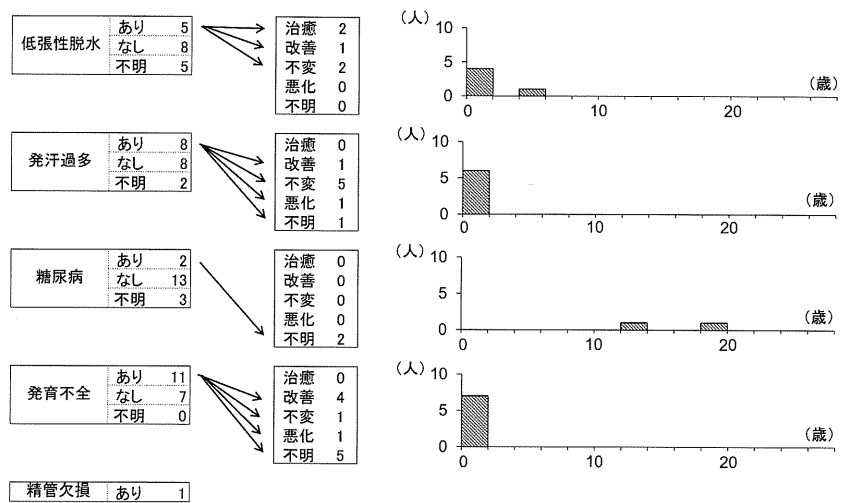 低張性脱水
あり 5
なし 8
不明 5
治癒 2
改善 1
不変 2
悪化 0
不明 0
(人)
10
5
0
0 10 20
(歳)
発汗過多
あり 8
なし 8
不明 2
治癒 0
改善 1
不変 5
悪化 1
不明 1
(人)
10
5
0
0 10 20
(歳)
糖尿病
あり 2
なし 13
不明 3
治癒 0
改善 0
不変 0
悪化 0
不明 2
(人)
10
5
0
0 10 20
(歳)
発育不全
あり 11
なし 7
不明 0
治癒 0
改善 4
不変 1
悪化 1
不明 5
(人)
10
5
0
0 10 20
(歳)
精管欠損 あり 1